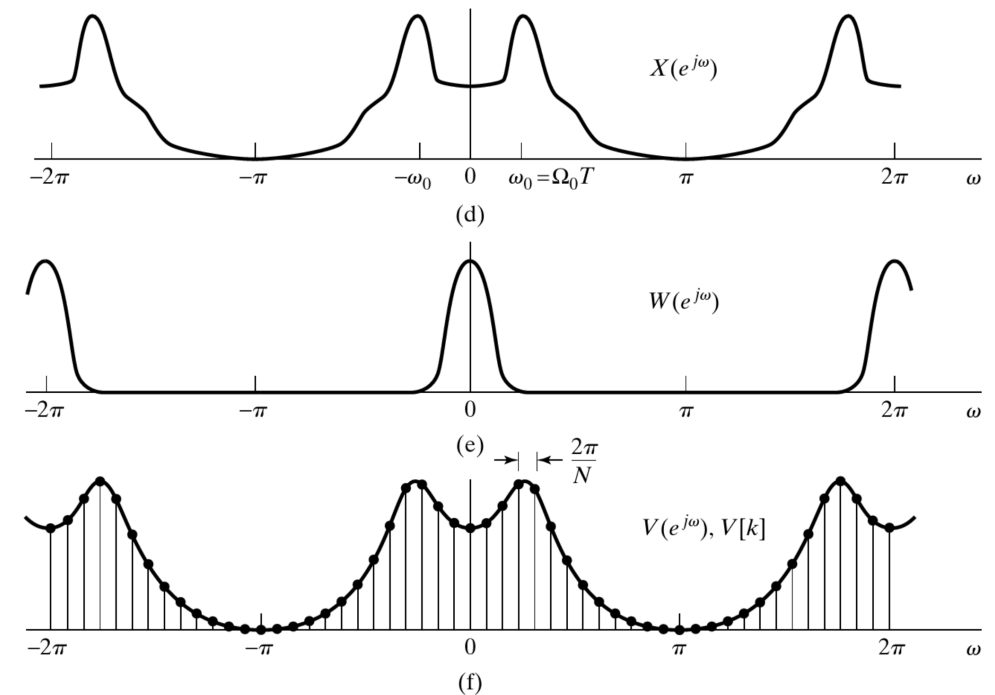 X(e^{jω})
−2π −π −ω₀ 0 ω₀=Ω₀T π 2π ω
(d)
W(e^{jω})
−2π −π 0 π 2π ω
(e)
2π
N
V(e^{jω}), V[k]
−2π −π 0 π 2π ω
(f)